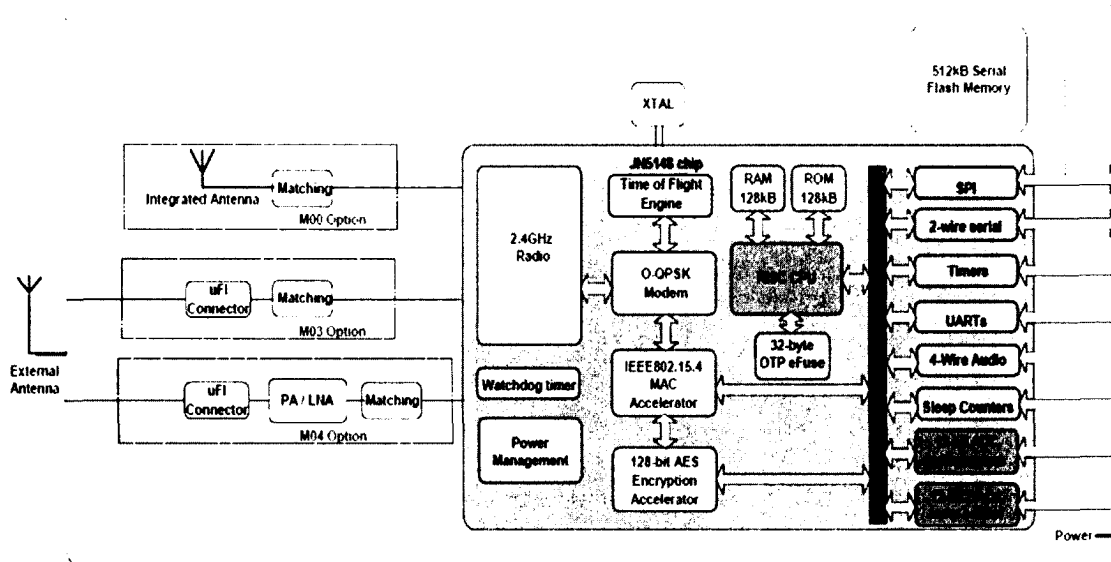 512kB Serial
Flash Memory
XTAL
JN5148 chip
Integrated Antenna
Matching
M00 Option
2.4GHz
Radio
Time of Flight
Engine
RAM
128kB
ROM
128kB
SPI
2-wire serial
O-QPSK
Modem
RISC CPU
Timers
uFl
Connector
Matching
M03 Option
UARTs
32-byte
OTP eFuse
4-Wire Audio
External
Antenna
uFl
Connector
PA / LNA
Matching
M04 Option
Watchdog timer
IEEE802.15.4
MAC
Accelerator
Sleep Counters
Power
Management
128-bit AES
Encryption
Accelerator
Power